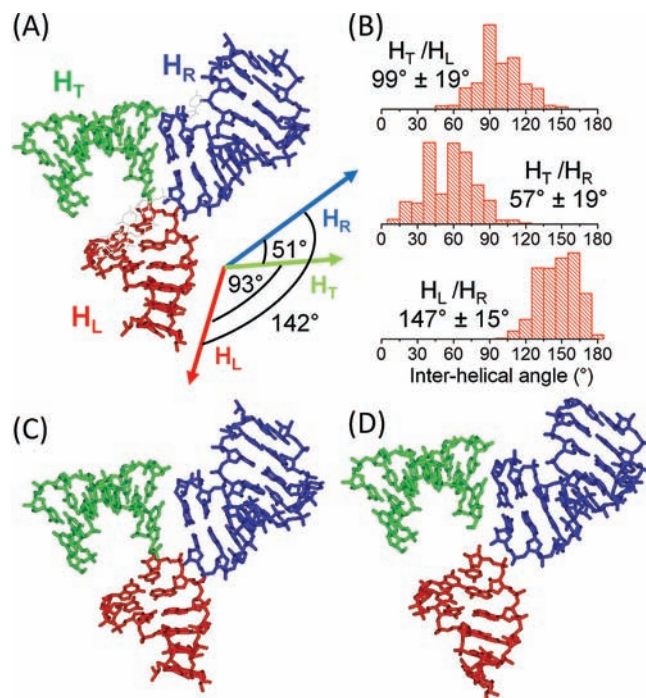 (A)
(B)
H_T
H_R
H_L
H_R
51°
93°
H_T
142°
H_L
H_T /H_L
99° ± 19°
0 30 60 90 120 150 180
H_T /H_R
57° ± 19°
0 30 60 90 120 150 180
H_L /H_R
147° ± 15°
0 30 60 90 120 150 180
Inter-helical angle (°)
(C)
(D)